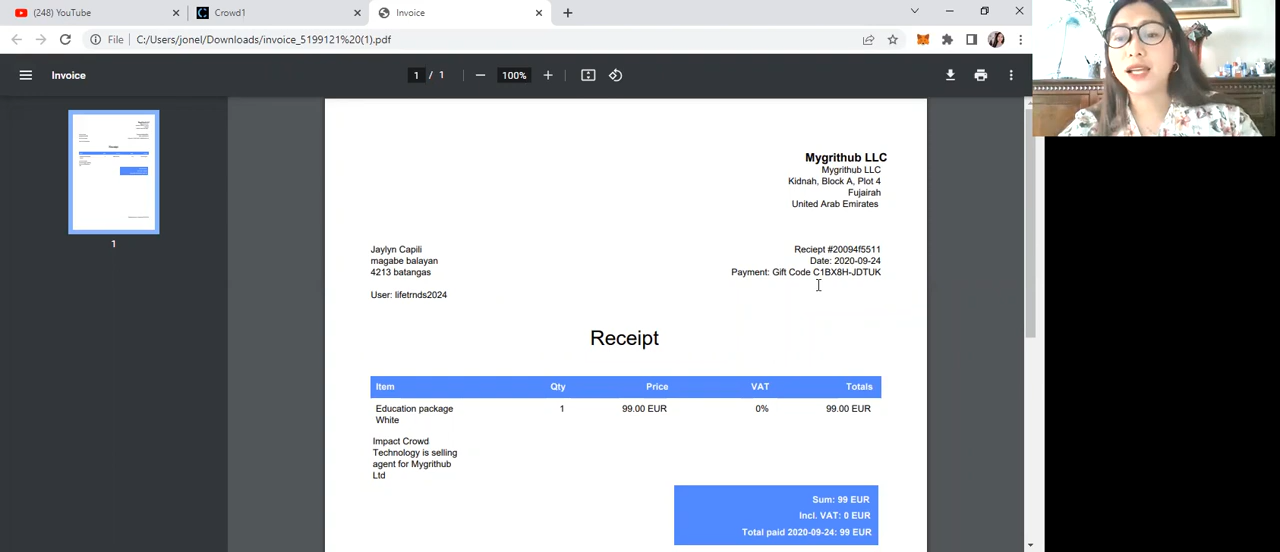 (248) YouTube
Crowd1
Invoice
File C:/Users/jonel/Downloads/invoice_5199121%20(1).pdf
Invoice
1 / 1
100%
1
Mygrithub LLC
Mygrithub LLC
Kidnah, Block A, Plot 4
Fujairah
United Arab Emirates
Jaylyn Capili
magabe balayan
4213 batangas
User: lifetrnds2024
Reciept #20094f5511
Date: 2020-09-24
Payment: Gift Code C1BX8H-JDTUK
Receipt
Item Qty Price VAT Totals
Education package 1 99.00 EUR 0% 99.00 EUR
White
Impact Crowd
Technology is selling
agent for Mygrithub
Ltd
Sum: 99 EUR
Incl. VAT: 0 EUR
Total paid 2020-09-24: 99 EUR